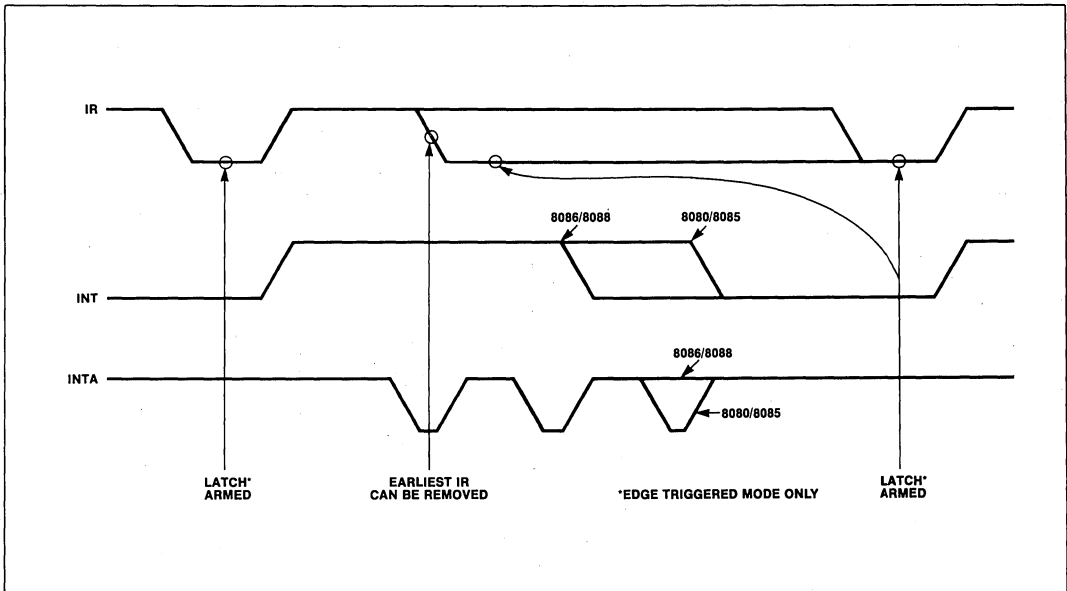 IR
8086/8088
8080/8085
INT
8086/8088
INTA
8080/8085
LATCH*
ARMED
EARLIEST IR
CAN BE REMOVED
*EDGE TRIGGERED MODE ONLY
LATCH*
ARMED